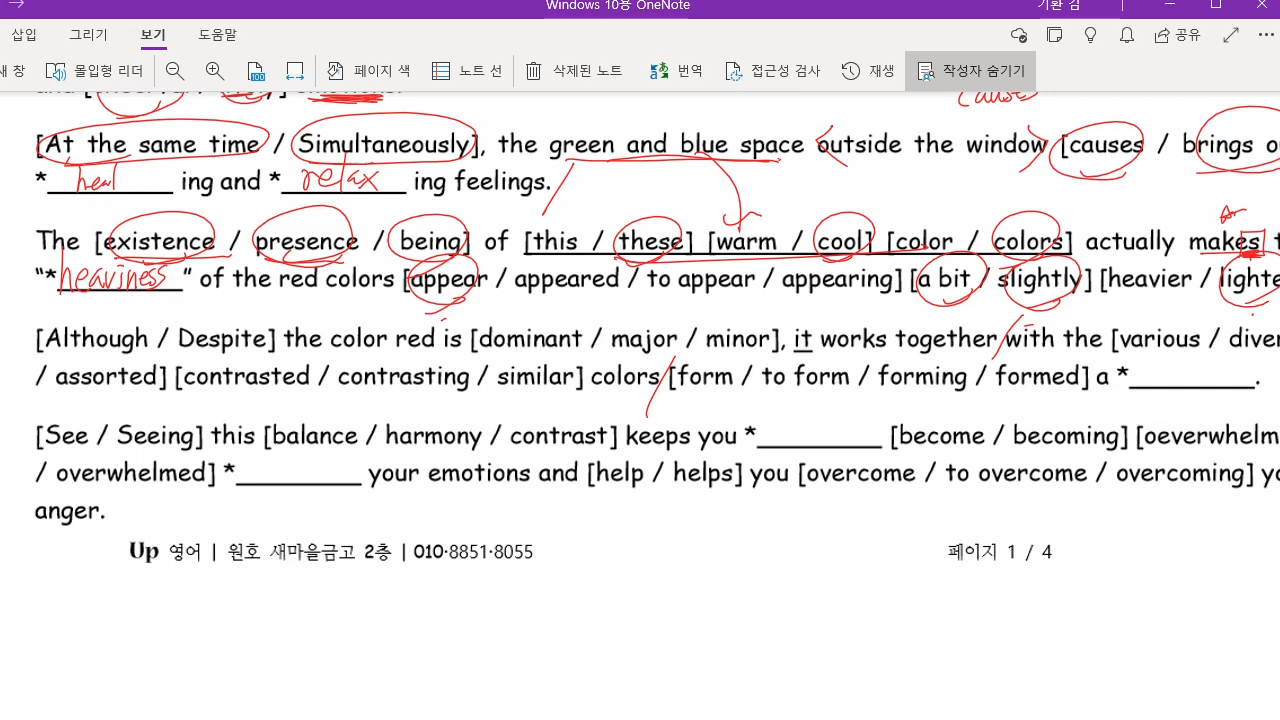 Windows 10용 OneNote
기환 김
삽입 그리기 보기 도움말 공유
새 창 몰입형 리더 페이지 색 노트 선 삭제된 노트 번역 접근성 검사 재생 작성자 숨기기
[At the same time / Simultaneously], the green and blue space outside the window [causes / brings
*heal ing and *relax ing feelings.
The [existence / presence / being] of [this / these] [warm / cool] [color / colors] actually makes
"*heaviness" of the red colors [appear / appeared / to appear / appearing] [a bit / slightly] [heavier /
[Although / Despite] the color red is [dominant / major / minor], it works together with the [various /
/ assorted] [contrasted / contrasting / similar] colors [form / to form / forming / formed] a *_________.
[See / Seeing] this [balance / harmony / contrast] keeps you *_________ [become / becoming]
/ overwhelmed] *_________ your emotions and [help / helps] you [overcome / to overcome / overcoming]
anger.
Up 영어 | 원호 새마을금고 2층 | 010·8851·8055
페이지 1 / 4